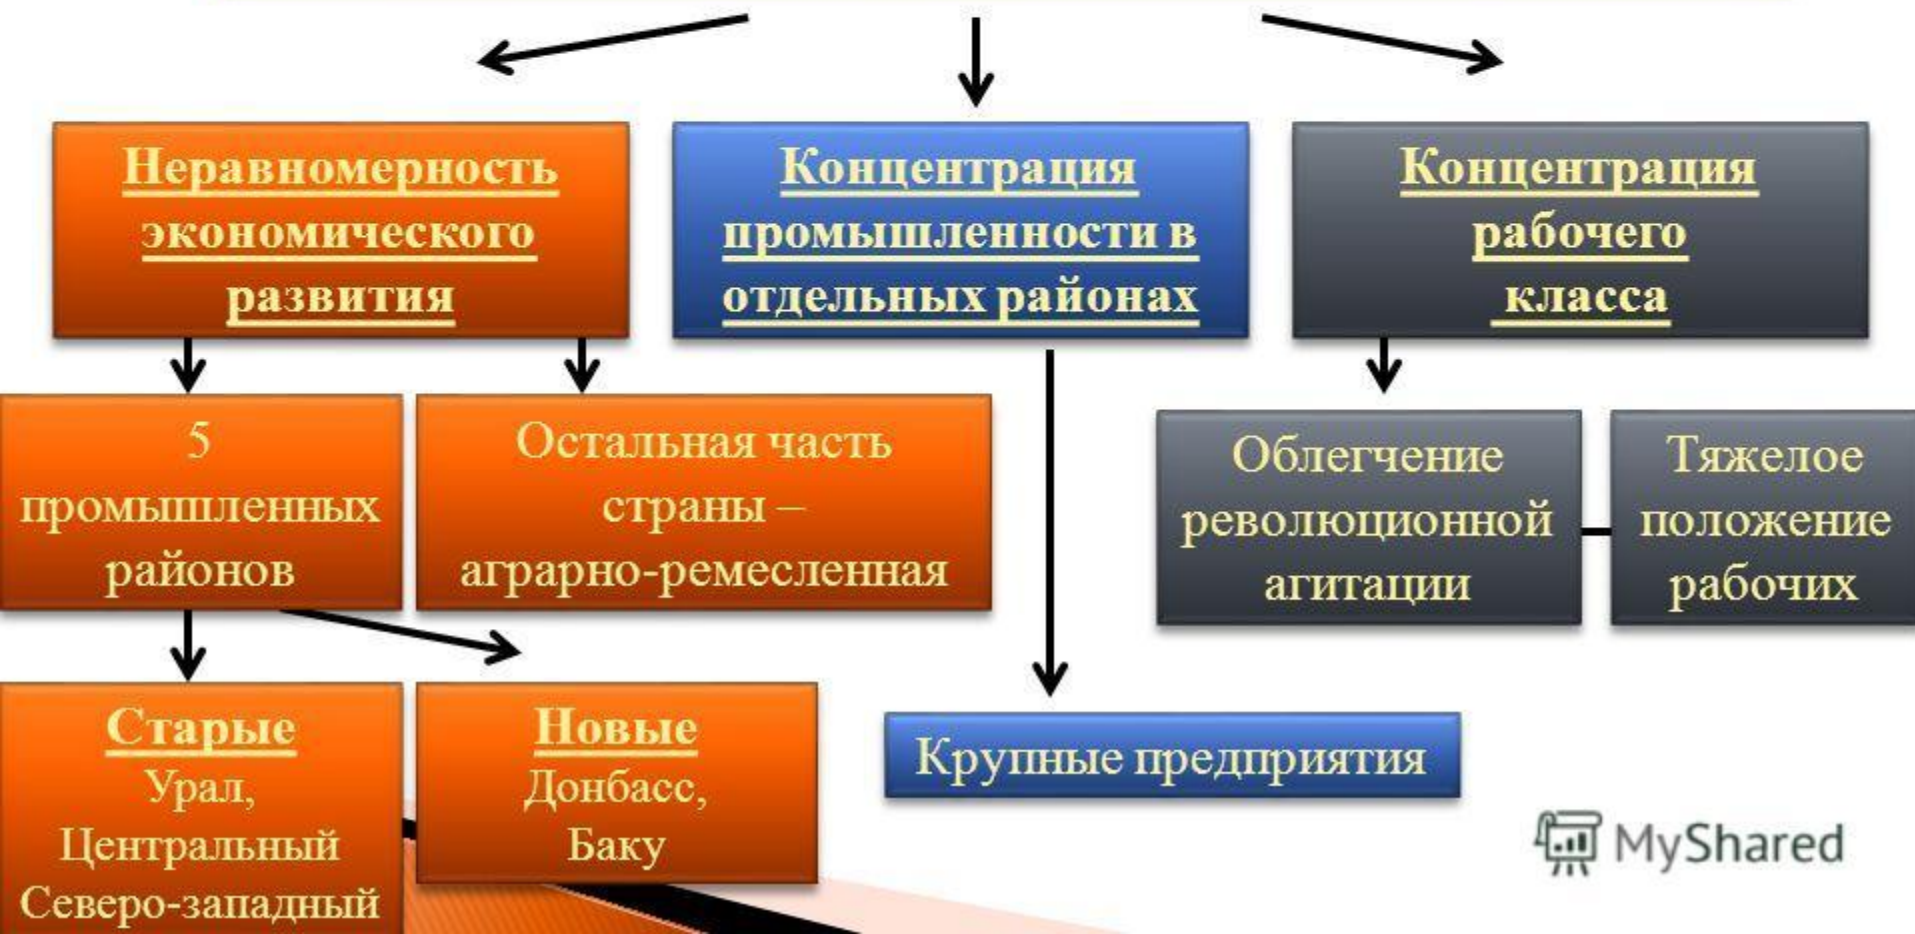 Неравномерность
экономического
развития
Концентрация
промышленности в
отдельных районах
Концентрация
рабочего
класса
5
промышленных
районов
Остальная часть
страны –
аграрно-ремесленная
Облегчение
революционной
агитации
Тяжелое
положение
рабочих
Старые
Урал,
Центральный
Северо-западный
Новые
Донбасс,
Баку
Крупные предприятия
MyShared